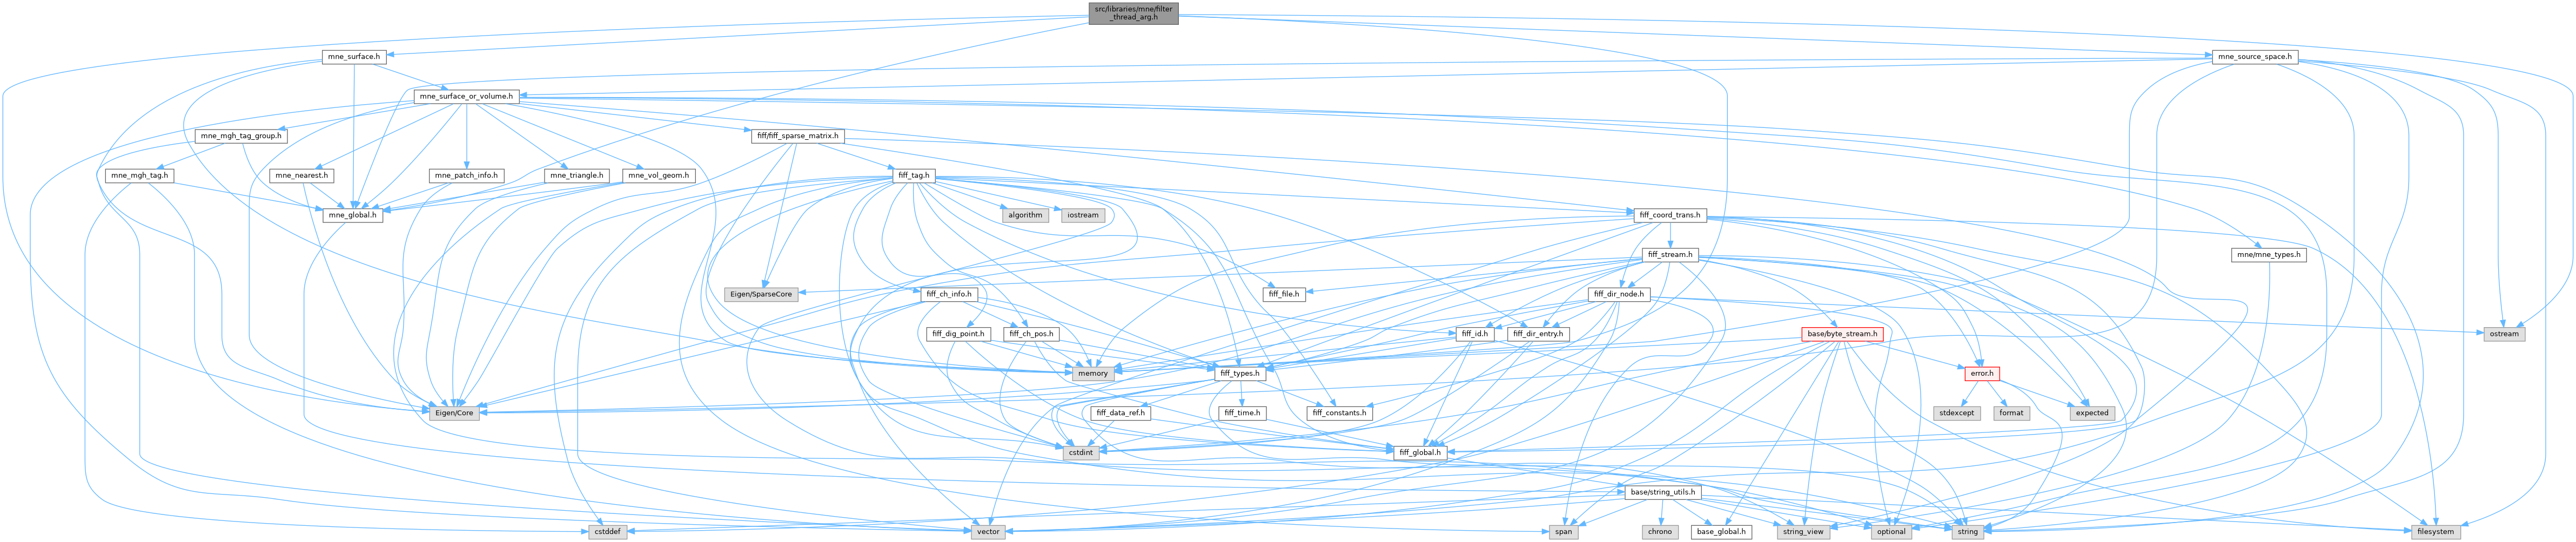 src/libraries/mne/filter
_thread_arg.h
mne_surface.h
mne_source_space.h
mne_surface_or_volume.h
mne_mgh_tag_group.h
fiff/fiff_sparse_matrix.h
mne_mgh_tag.h
mne_nearest.h
mne_patch_info.h
mne_triangle.h
mne_vol_geom.h
fiff_tag.h
mne_global.h
algorithm
iostream
fiff_coord_trans.h
fiff_stream.h
mne/mne_types.h
Eigen/SparseCore
fiff_ch_info.h
fiff_file.h
fiff_dir_node.h
fiff_dig_point.h
fiff_ch_pos.h
fiff_id.h
fiff_dir_entry.h
base/byte_stream.h
ostream
memory
fiff_types.h
error.h
Eigen/Core
fiff_data_ref.h
fiff_time.h
fiff_constants.h
stdexcept
format
expected
cstdint
fiff_global.h
base/string_utils.h
cstddef
vector
span
chrono
base_global.h
string_view
optional
string
filesystem